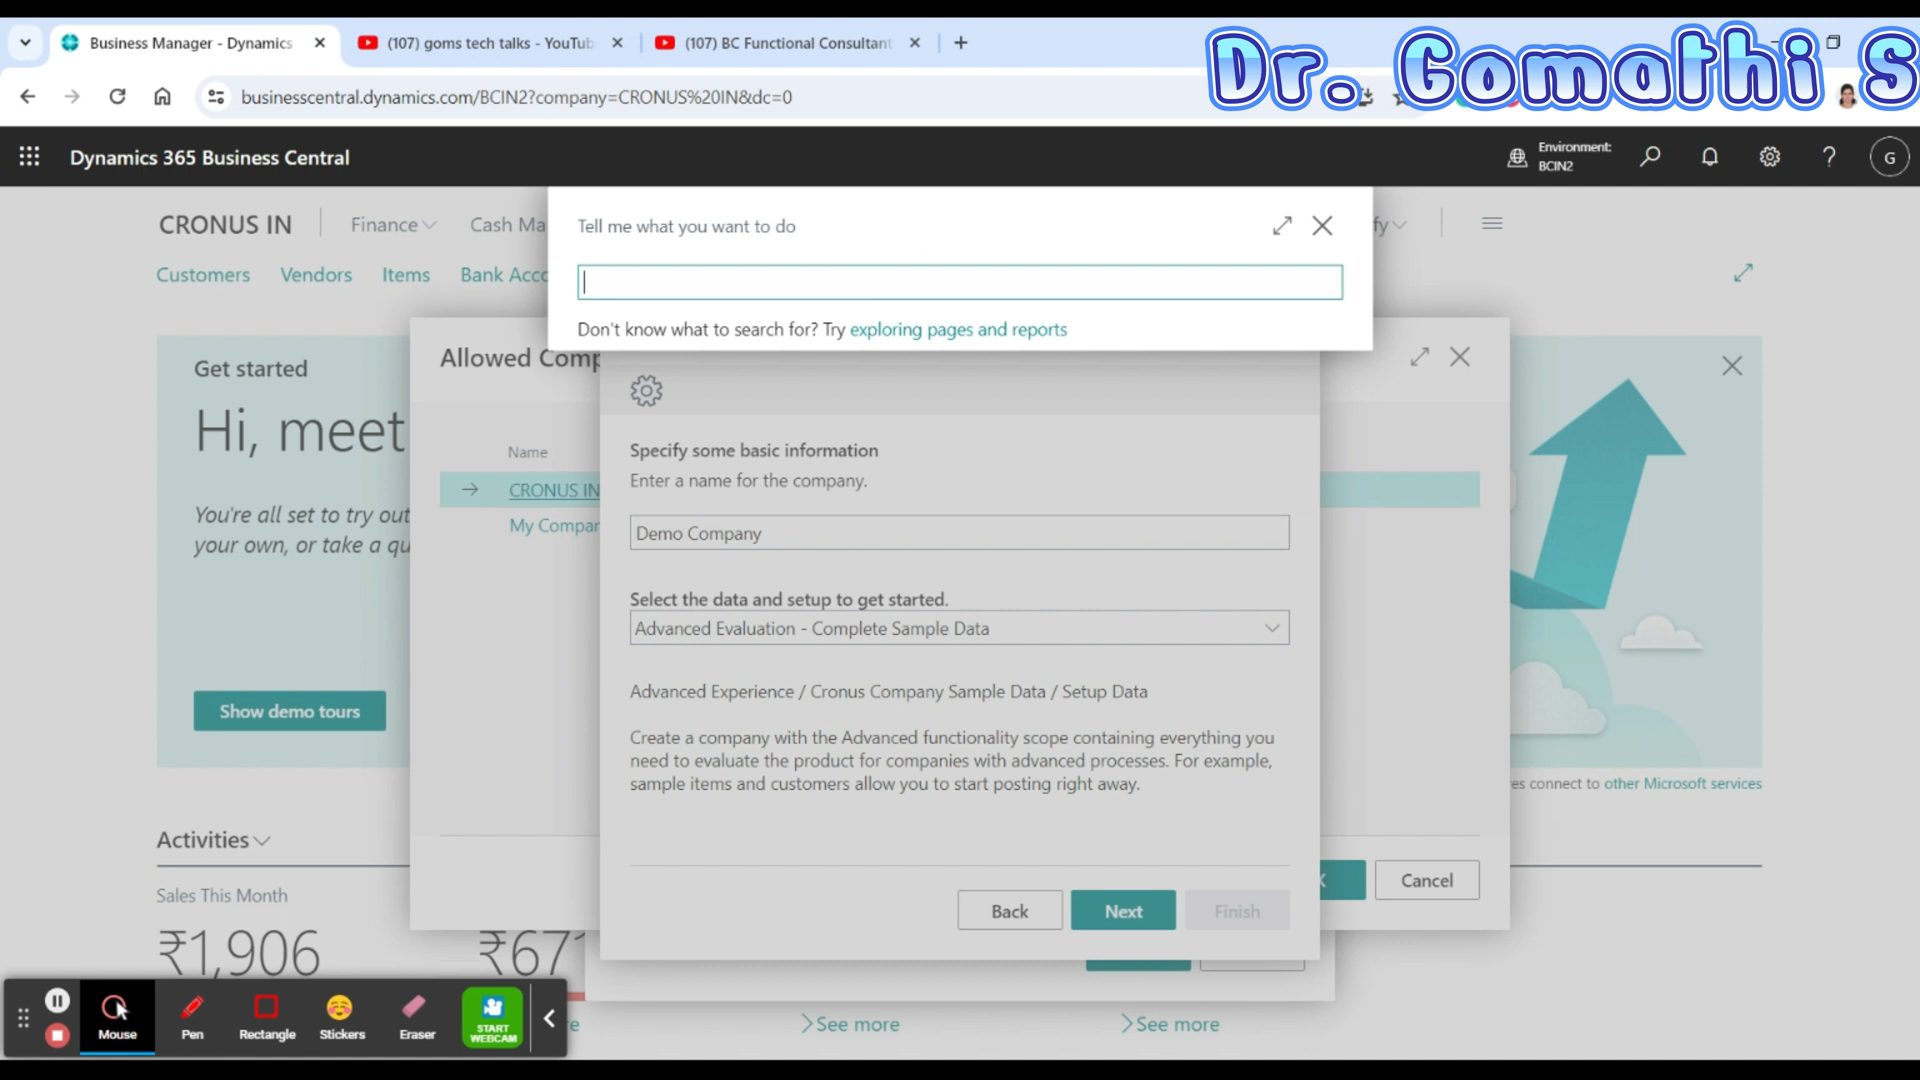 Business Manager - Dynamics
(107) goms tech talks - YouTub
(107) BC Functional Consultant
Dr. Gomathi S
businesscentral.dynamics.com/BCIN2?company=CRONUS%20IN&dc=0
Dynamics 365 Business Central
Environment:
BCIN2
G
CRONUS IN
Finance
Cash Ma
fy
Customers
Vendors
Items
Bank Acco
Tell me what you want to do
Don't know what to search for? Try exploring pages and reports
Get started
Hi, meet
You're all set to try out
your own, or take a qu
Show demo tours
Allowed Comp
Name
CRONUS IN
My Compan
Specify some basic information
Enter a name for the company.
Demo Company
Select the data and setup to get started.
Advanced Evaluation - Complete Sample Data
Advanced Experience / Cronus Company Sample Data / Setup Data
Create a company with the Advanced functionality scope containing everything you
need to evaluate the product for companies with advanced processes. For example,
sample items and customers allow you to start posting right away.
Back
Next
Finish
Cancel
es connect to other Microsoft services
Activities
Sales This Month
₹1,906
₹671
See more
See more
Mouse
Pen
Rectangle
Stickers
Eraser
START
WEBCAM